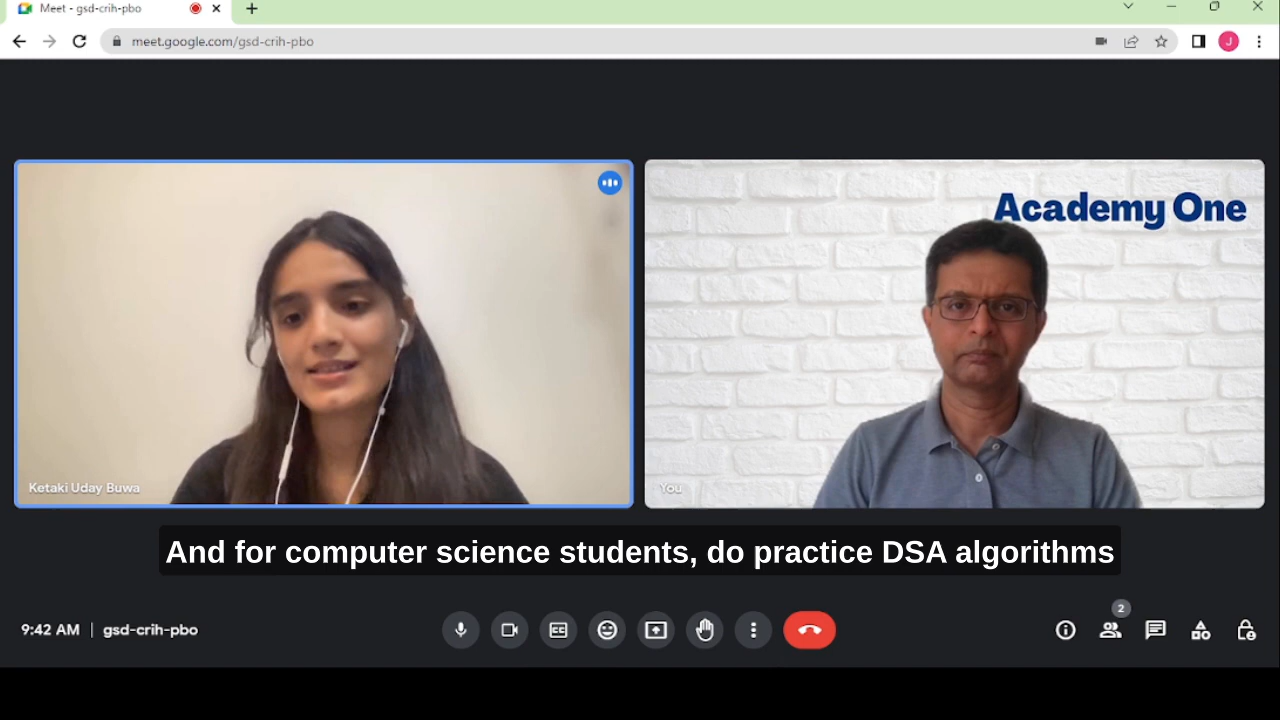 Meet - gsd-crih-pbo
meet.google.com/gsd-crih-pbo
J
Academy One
Ketaki Uday Buwa
You
And for computer science students, do practice DSA algorithms
2
9:42 AM | gsd-crih-pbo